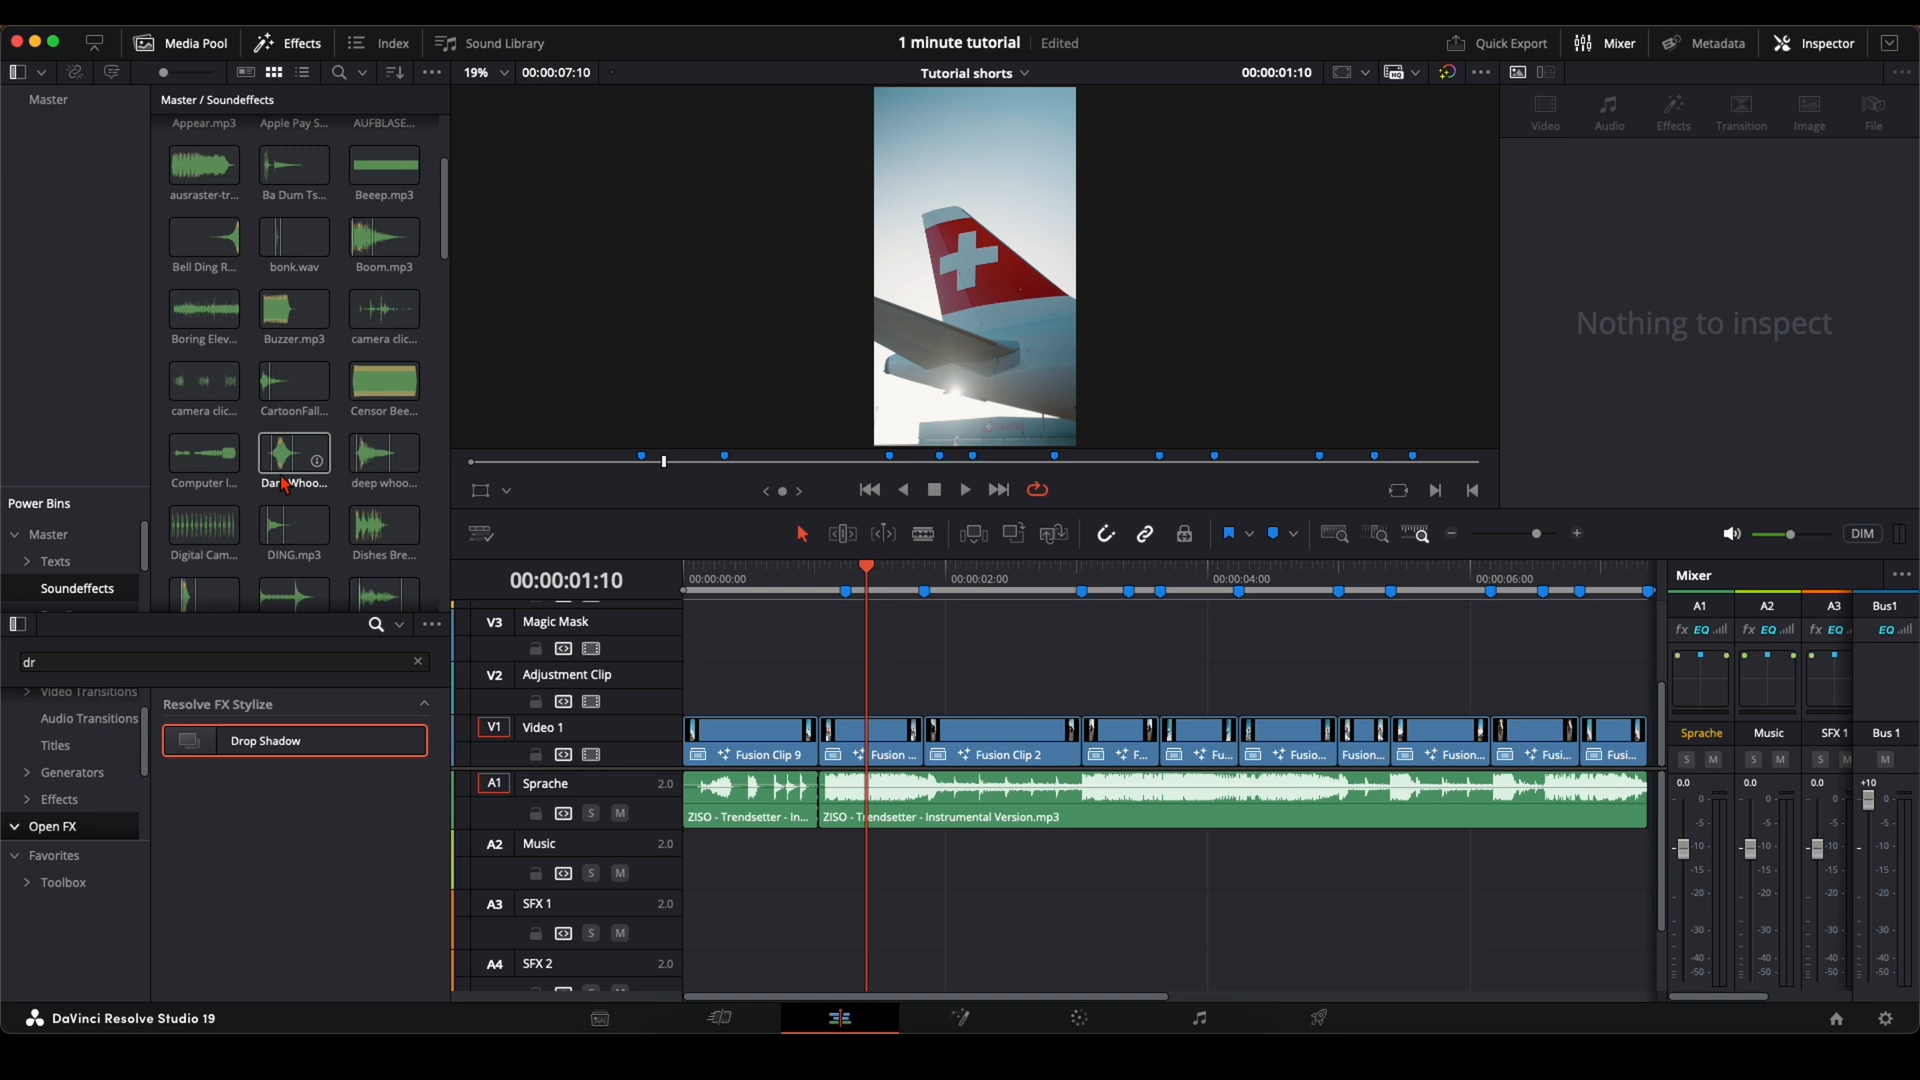 Media Pool Effects Index Sound Library 1 minute tutorial Edited Quick Export Mixer Metadata Inspector
19% 00:00:07:10 Tutorial shorts 00:00:01:10
Master Master / Soundeffects
Appear.mp3 Apple Pay S... AUFBLASE...
Video Audio Effects Transition Image File
ausraster-tr... Ba Dum Ts... Beeep.mp3
Bell Ding R... bonk.wav Boom.mp3
Nothing to inspect
Boring Elev... Buzzer.mp3 camera clic...
camera clic... CartoonFall... Censor Bee...
Computer I... Dark Whoo... deep whoo...
Power Bins
Master
Digital Cam... DING.mp3 Dishes Bre...
Texts
Soundeffects
DIM
00:00:01:10 00:00:00:00 00:00:02:00 00:00:04:00 00:00:06:00
Mixer
A1 A2 A3 Bus1
fx EQ fx EQ fx EQ EQ
V3 Magic Mask
dr
V2 Adjustment Clip
Video Transitions
Audio Transitions
Titles
Generators
Effects
Open FX
Favorites
Toolbox
Resolve FX Stylize
Drop Shadow
V1 Video 1
Fusion Clip 9 Fusion ... Fusion Clip 2 F... Fu... Fusio... Fusion... Fusion... Fusi... Fusi...
A1 Sprache 2.0
S M
ZISO - Trendsetter - In... ZISO - Trendsetter - Instrumental Version.mp3
A2 Music 2.0
S M
A3 SFX 1 2.0
S M
A4 SFX 2 2.0
Sprache Music SFX 1 Bus 1
S M S M S M M
0.0 0.0 0.0 +10
0 0 0 0
-5 -5 -5 -5
-10 -10 -10 -10
-15 -15 -15 -15
-20 -20 -20 -20
-30 -30 -30 -30
-40 -40 -40 -40
-50 -50 -50 -50
DaVinci Resolve Studio 19